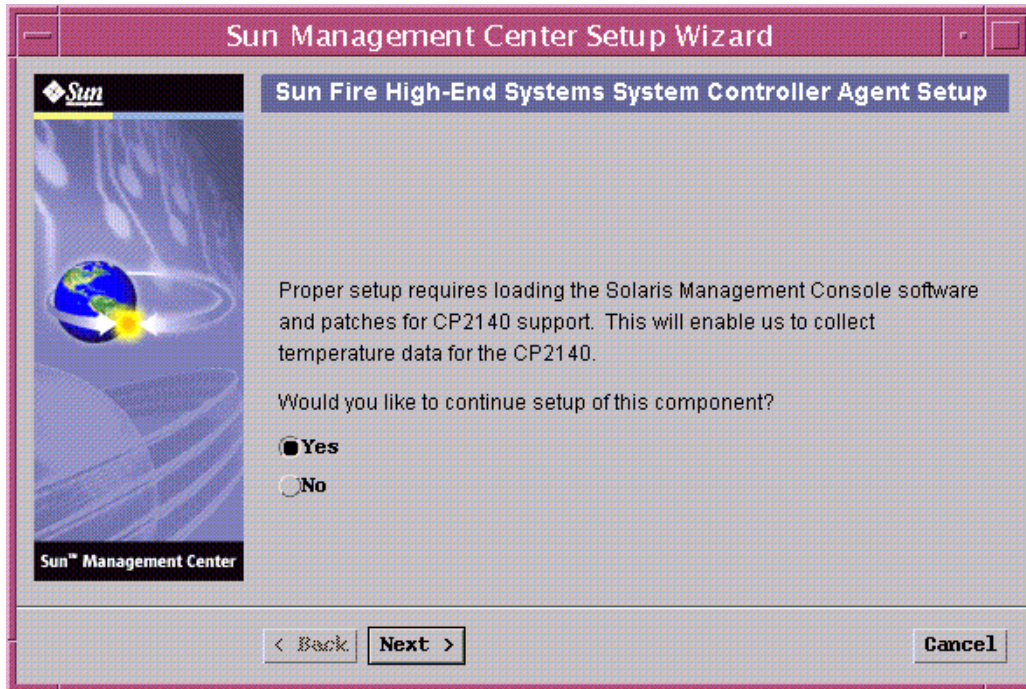 Sun Management Center Setup Wizard
Sun
Sun Fire High-End Systems System Controller Agent Setup
Proper setup requires loading the Solaris Management Console software
and patches for CP2140 support. This will enable us to collect
temperature data for the CP2140.
Would you like to continue setup of this component?
Yes
No
Sun™ Management Center
< Back
Next >
Cancel